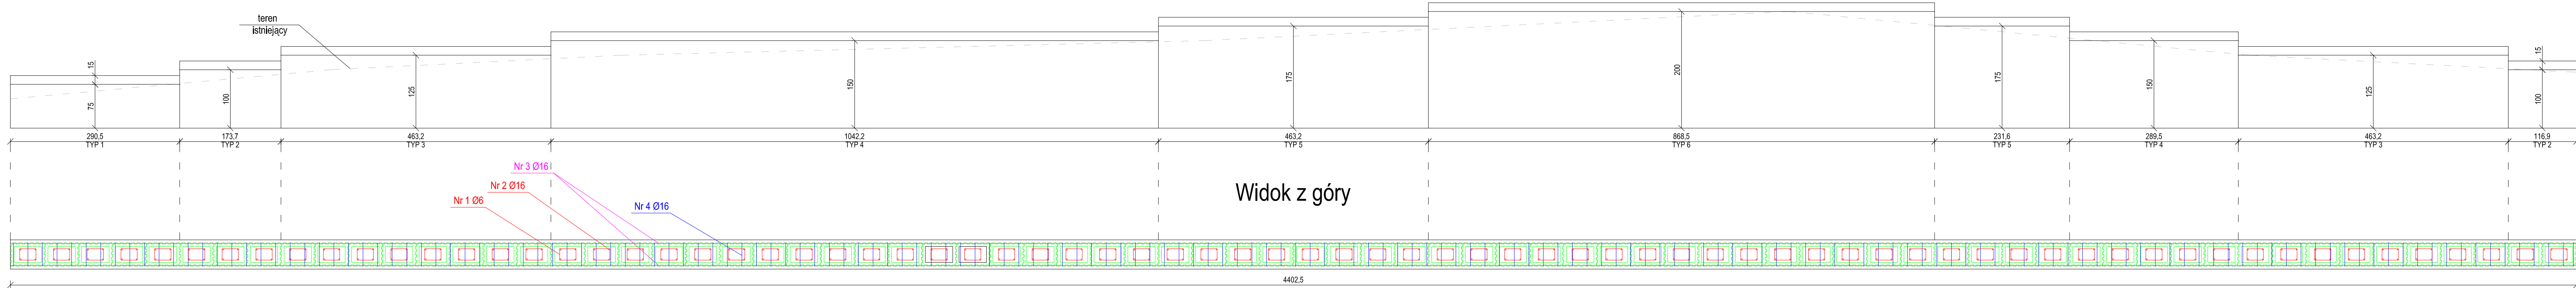 teren
istniejący
15
75
100
125
150
175
200
175
150
125
15
100
290,5
TYP 1
173,7
TYP 2
463,2
TYP 3
1042,2
TYP 4
463,2
TYP 5
868,5
TYP 6
231,6
TYP 5
289,5
TYP 4
463,2
TYP 3
116,9
TYP 2
Nr 3 Ø16
Nr 2 Ø16
Nr 1 Ø6
Nr 4 Ø16
Widok z góry
4402,5